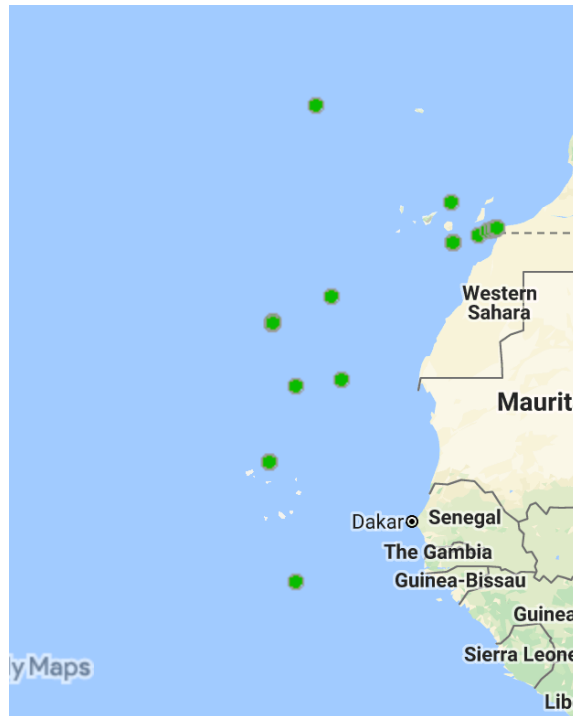 Western
Sahara
Maurit
Dakar
Senegal
The Gambia
Guinea-Bissau
Guinea
Sierra Leone
y Maps
Lib